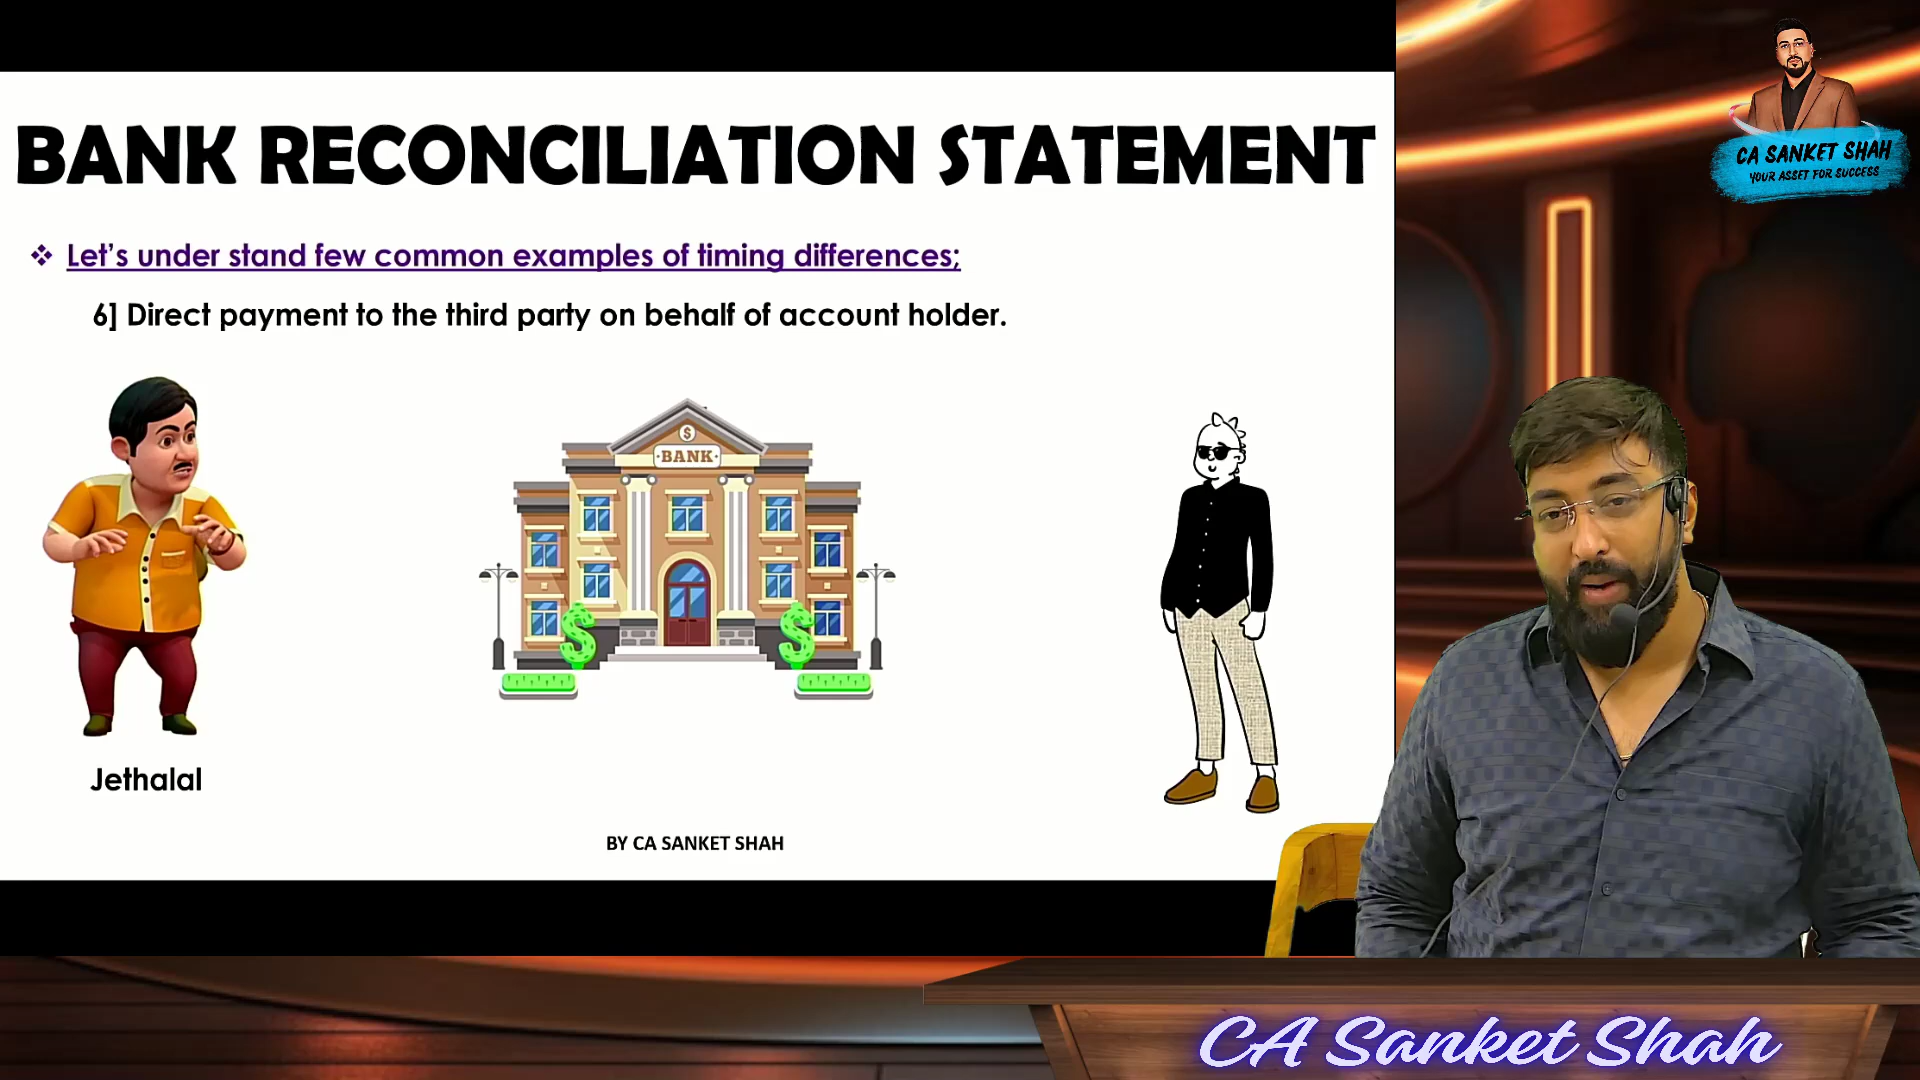 BANK RECONCILIATION STATEMENT
❖ Let's under stand few common examples of timing differences;
6] Direct payment to the third party on behalf of account holder.
$
·BANK·
$ $
Jethalal
BY CA SANKET SHAH
CA SANKET SHAH
YOUR ASSET FOR SUCCESS
CA Sanket Shah